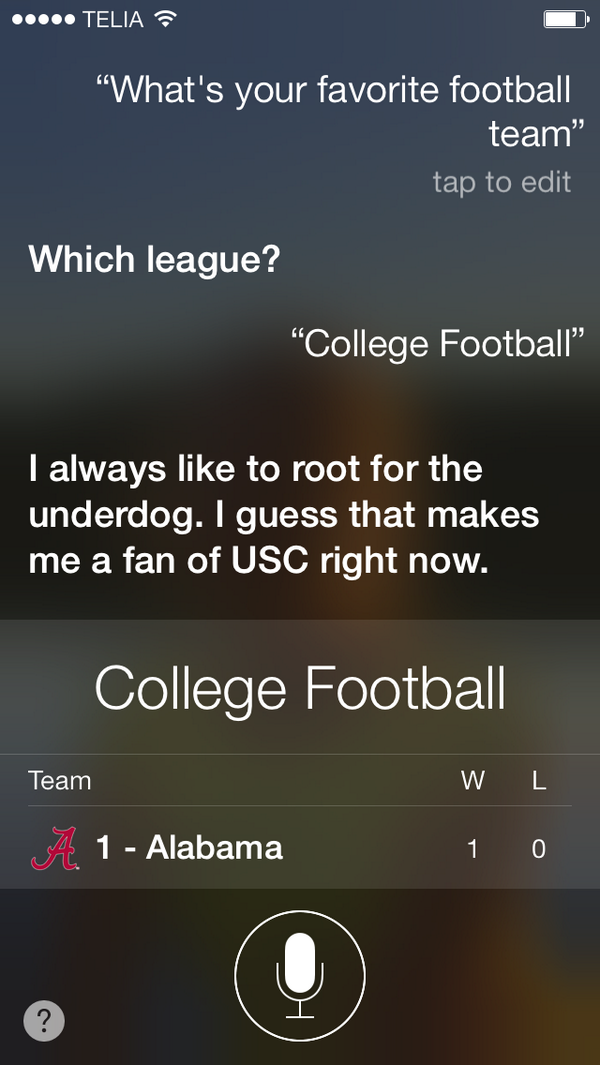 TELIA
“What's your favorite football
team”
tap to edit
Which league?
“College Football”
I always like to root for the
underdog. I guess that makes
me a fan of USC right now.
College Football
Team W L
A 1 - Alabama 1 0
?